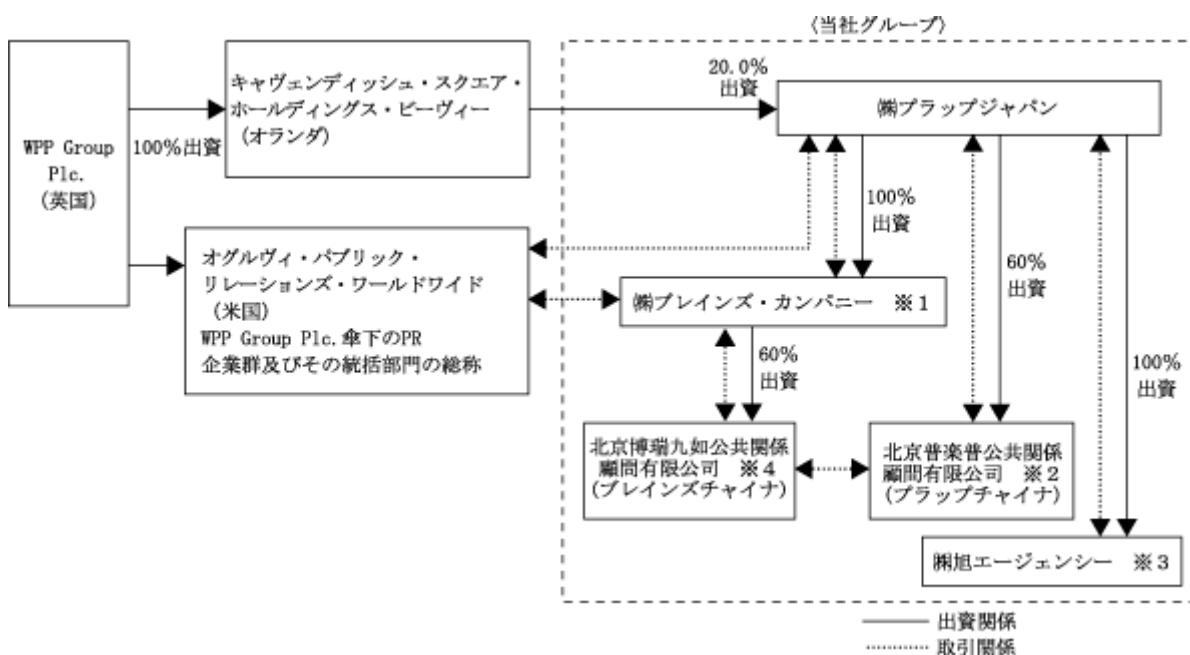 〈当社グループ〉
WPP Group
Plc.
(英国)
100%出資
キャヴェンディッシュ・スクエア・
ホールディングス・ビーヴィー
(オランダ)
20.0%
出資
㈱プラップジャパン
オグルヴィ・パブリック・
リレーションズ・ワールドワイド
(米国)
WPP Group Plc.傘下のPR
企業群及びその統括部門の総称
100%
出資
㈱ブレインズ・カンパニー ※1
60%
出資
60%
出資
100%
出資
北京博瑞九如公共関係
顧問有限公司 ※4
(ブレインズチャイナ)
北京普楽普公共関係
顧問有限公司 ※2
(プラップチャイナ)
㈱旭エージェンシー ※3
出資関係
取引関係